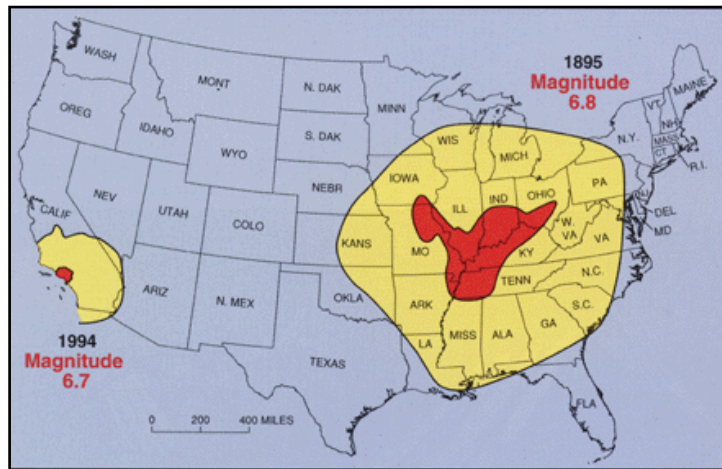 WASH
MONT
N. DAK
MINN
1895
Magnitude
6.8
MAINE
VT.
NH
MASS
CT.
R.I.
OREG
IDAHO
WYO
S. DAK
WIS
MICH
N.Y.
NEBR
IOWA
PA
NJ
DEL
MD
NEV
UTAH
COLO
CALIF
KANS
MO
ILL
IND
OHIO
W.
VA
VA
KY
ARIZ
N. MEX
OKLA
ARK
TENN
N.C.
S.C.
1994
Magnitude
6.7
TEXAS
LA
MISS
ALA
GA
FLA
0 200 400 MILES